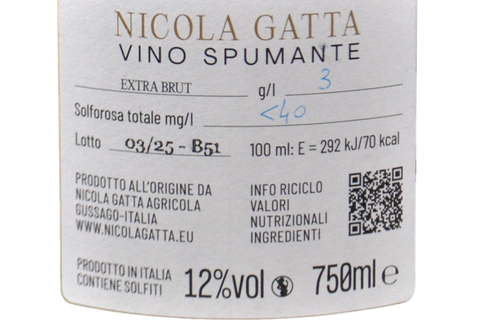 NICOLA GATTA
VINO SPUMANTE
EXTRA BRUT g/l 3
Solforosa totale mg/l <40
Lotto 03/25 - B51 100 ml: E = 292 kJ/70 kcal
PRODOTTO ALL'ORIGINE DA
NICOLA GATTA AGRICOLA
GUSSAGO-ITALIA
WWW.NICOLAGATTA.EU
INFO RICICLO
VALORI
NUTRIZIONALI
INGREDIENTI
PRODOTTO IN ITALIA
CONTIENE SOLFITI
12%vol 750ml e